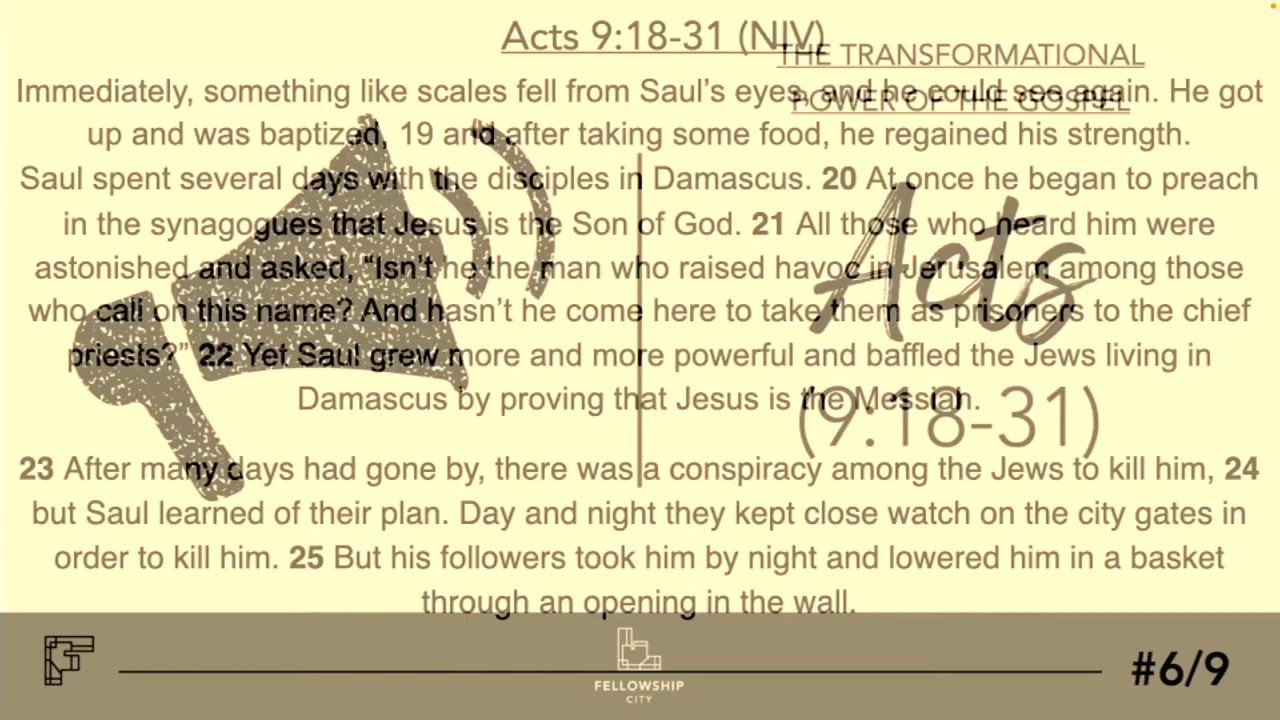 Acts 9:18-31 (NIV)
THE TRANSFORMATIONAL
POWER OF THE GOSPEL
Immediately, something like scales fell from Saul’s eyes, and he could see again. He got
up and was baptized, 19 and after taking some food, he regained his strength.
Saul spent several days with the disciples in Damascus. 20 At once he began to preach
in the synagogues that Jesus is the Son of God. 21 All those who heard him were
astonished and asked, “Isn’t he the man who raised havoc in Jerusalem among those
who call on this name? And hasn’t he come here to take them as prisoners to the chief
priests?” 22 Yet Saul grew more and more powerful and baffled the Jews living in
Damascus by proving that Jesus is the Messiah.
Acts
(9:18-31)
23 After many days had gone by, there was a conspiracy among the Jews to kill him, 24
but Saul learned of their plan. Day and night they kept close watch on the city gates in
order to kill him. 25 But his followers took him by night and lowered him in a basket
through an opening in the wall.
FELLOWSHIP
CITY
#6/9